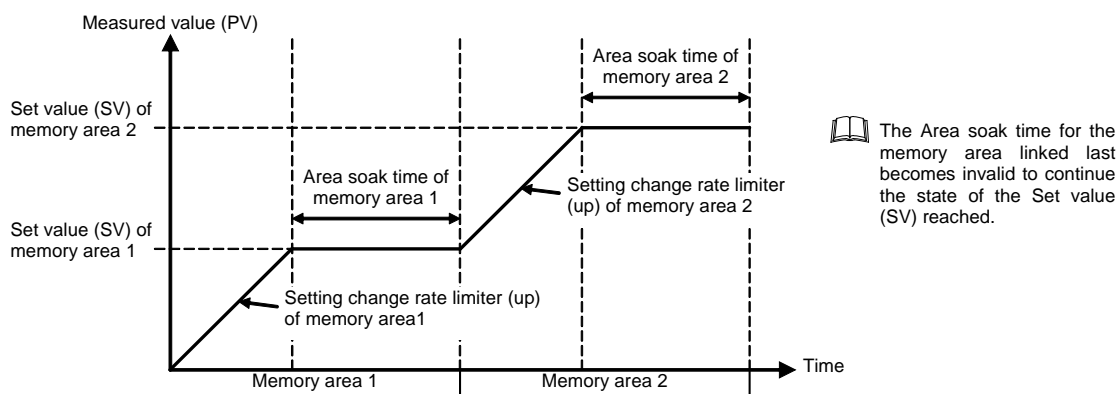 Measured value (PV)
Area soak time of
memory area 2
Set value (SV) of
memory area 2
Area soak time of
memory area 1
Setting change rate limiter
(up) of memory area 2
Set value (SV) of
memory area 1
Setting change rate limiter (up)
of memory area1
Time
Memory area 1
Memory area 2
The Area soak time for the
memory area linked last
becomes invalid to continue
the state of the Set value
(SV) reached.